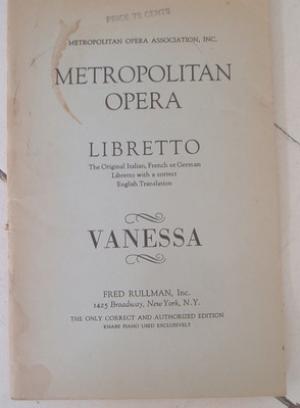 PRICE 75 CENTS
METROPOLITAN OPERA ASSOCIATION, INC.
METROPOLITAN
OPERA
LIBRETTO
The Original Italian, French or German
Libretto with a correct
English Translation
VANESSA
FRED RULLMAN, Inc.
1425 Broadway, New York, N.Y.
THE ONLY CORRECT AND AUTHORIZED EDITION
KNABE PIANO USED EXCLUSIVELY